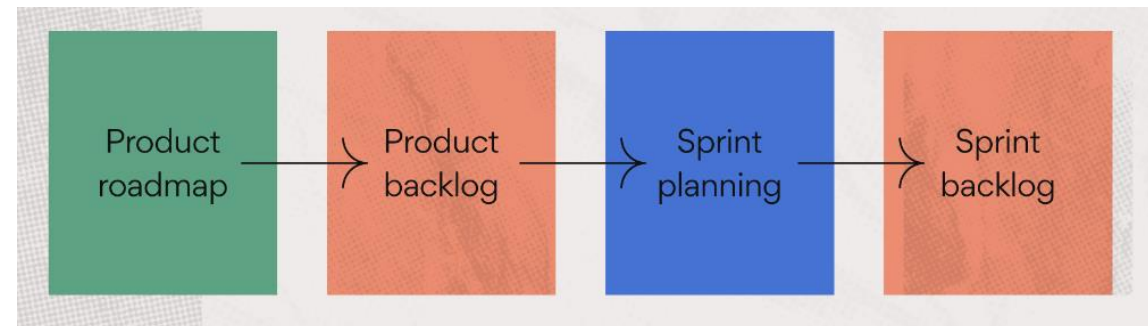 Product
roadmap
Product
backlog
Sprint
planning
Sprint
backlog